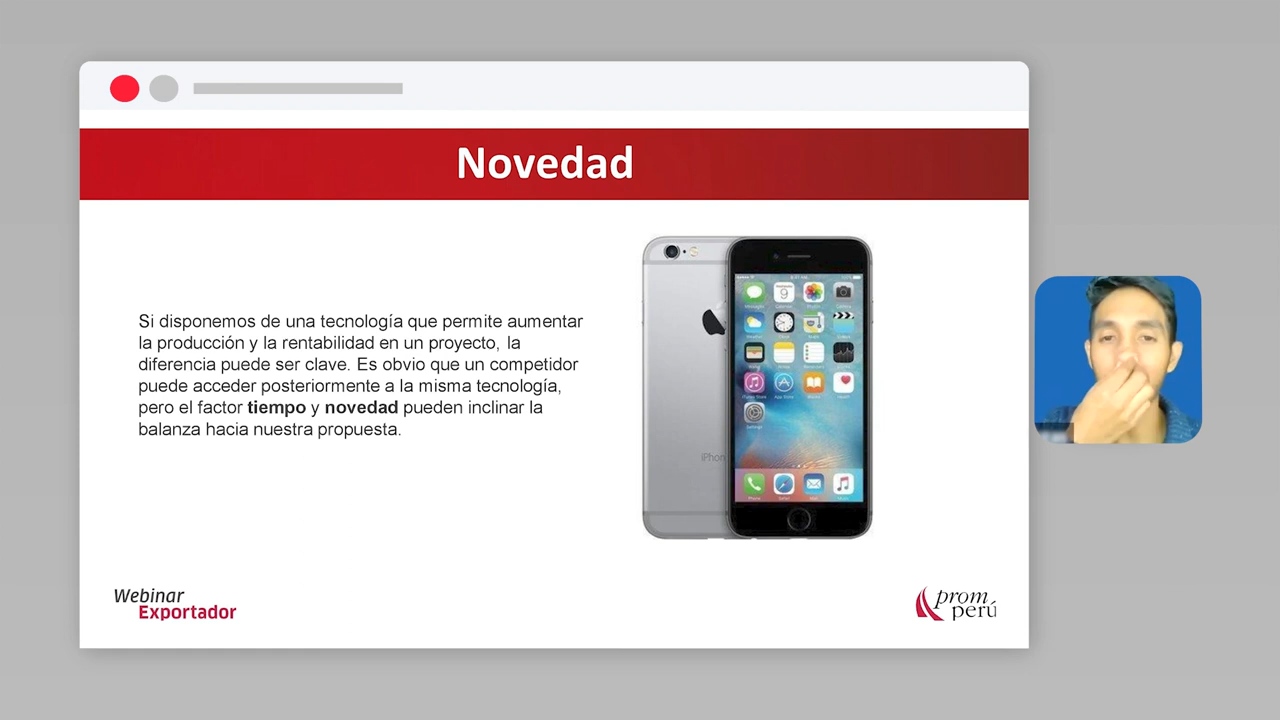 Novedad
Si disponemos de una tecnología que permite aumentar
la producción y la rentabilidad en un proyecto, la
diferencia puede ser clave. Es obvio que un competidor
puede acceder posteriormente a la misma tecnología,
pero el factor tiempo y novedad pueden inclinar la
balanza hacia nuestra propuesta.
Webinar
Exportador
prom
perú